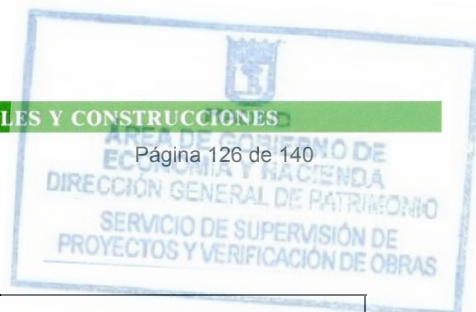 LES Y CONSTRUCCIONES
Página 126 de 140
ÁREA DE GOBIERNO DE
ECONOMÍA Y HACIENDA
DIRECCIÓN GENERAL DE PATRIMONIO
SERVICIO DE SUPERVISIÓN DE
PROYECTOS Y VERIFICACIÓN DE OBRAS